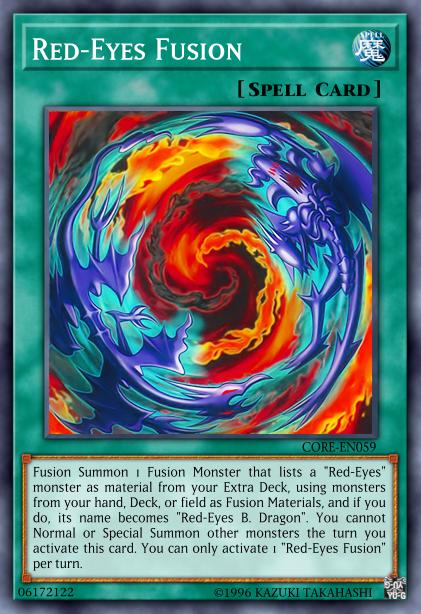 Red-Eyes Fusion
SPELL
魔
[ Spell Card ]
CORE-EN059
Fusion Summon 1 Fusion Monster that lists a "Red-Eyes"
monster as material from your Extra Deck, using monsters
from your hand, Deck, or field as Fusion Materials, and if you
do, its name becomes "Red-Eyes B. Dragon". You cannot
Normal or Special Summon other monsters the turn you
activate this card. You can only activate 1 "Red-Eyes Fusion"
per turn.
06172122
©1996 KAZUKI TAKAHASHI